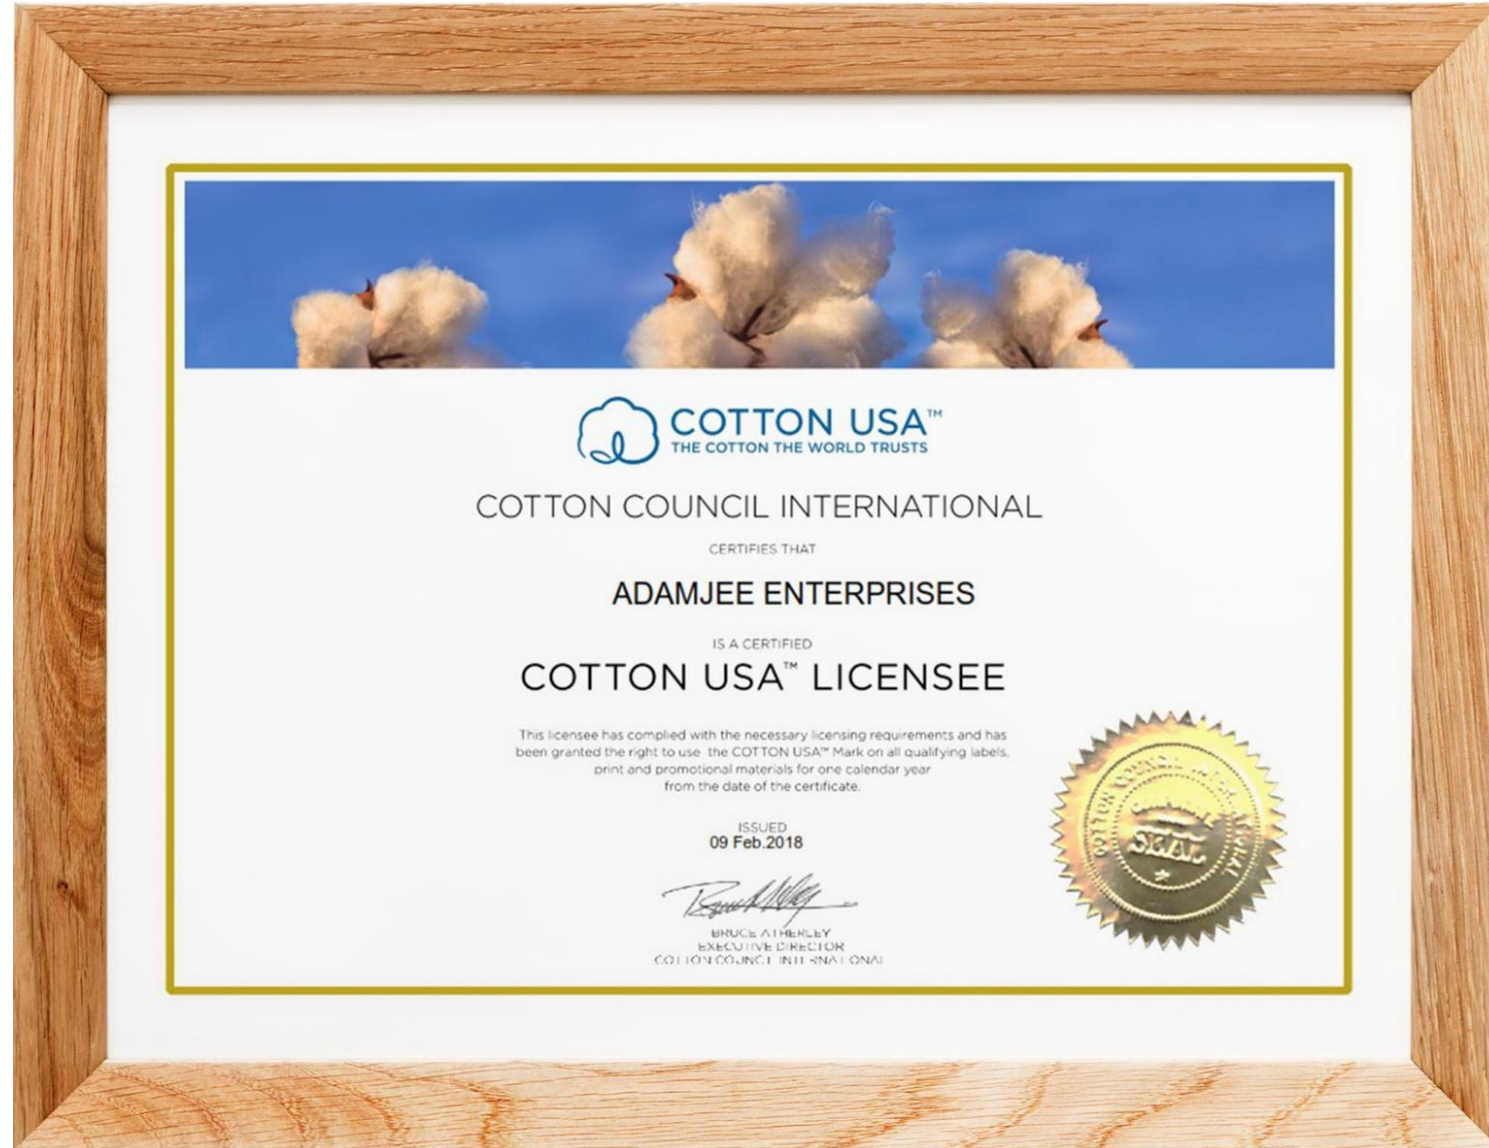 COTTON USA™
THE COTTON THE WORLD TRUSTS
COTTON COUNCIL INTERNATIONAL
CERTIFIES THAT
ADAMJEE ENTERPRISES
IS A CERTIFIED
COTTON USA™ LICENSEE
This licensee has complied with the necessary licensing requirements and has
been granted the right to use the COTTON USA™ Mark on all qualifying labels,
print and promotional materials for one calendar year
from the date of the certificate.
ISSUED
09 Feb.2018
BRUCE ATHERLEY
EXECUTIVE DIRECTOR
COTTON COUNCIL INTERNATIONAL
COTTON COUNCIL INTERNATIONAL
SEAL